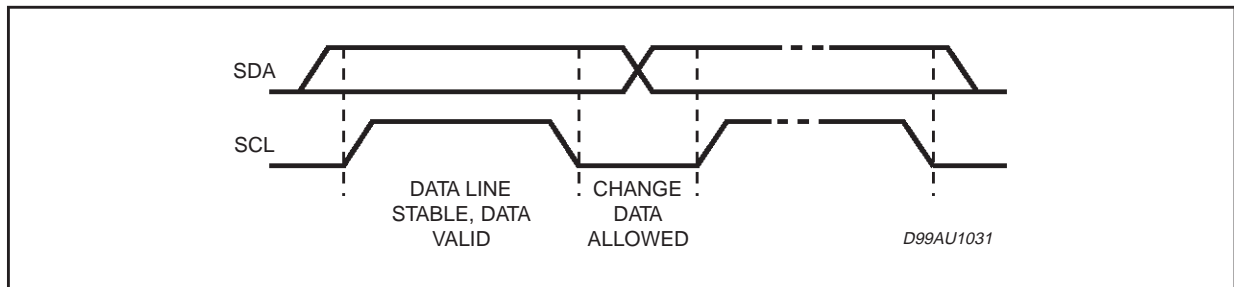 SDA
SCL
DATA LINE
STABLE, DATA
VALID
CHANGE
DATA
ALLOWED
D99AU1031